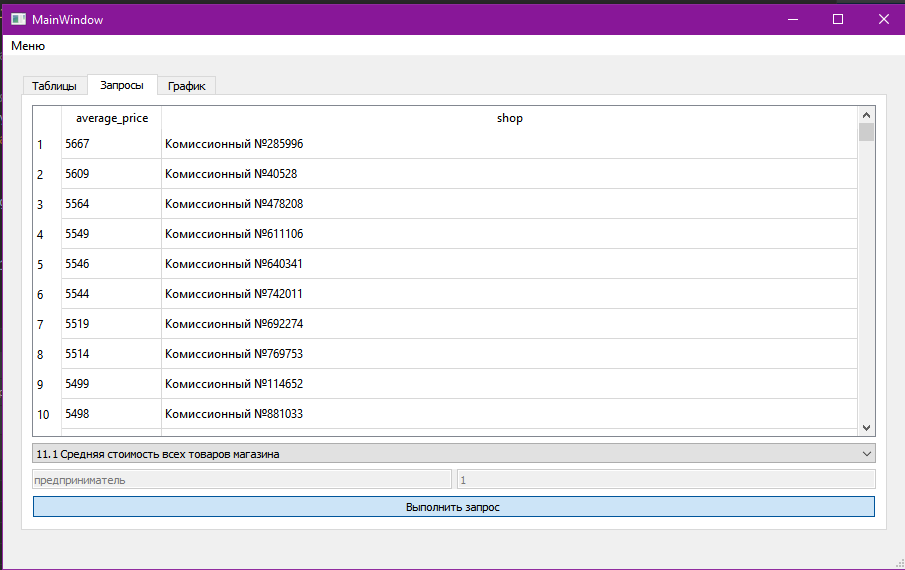 MainWindow
Меню
Таблицы Запросы График
average_price shop
1 5667 Комиссионный №285996
2 5609 Комиссионный №40528
3 5564 Комиссионный №478208
4 5549 Комиссионный №611106
5 5546 Комиссионный №640341
6 5544 Комиссионный №742011
7 5519 Комиссионный №692274
8 5514 Комиссионный №769753
9 5499 Комиссионный №114652
10 5498 Комиссионный №881033
11.1 Средняя стоимость всех товаров магазина
предприниматель 1
Выполнить запрос